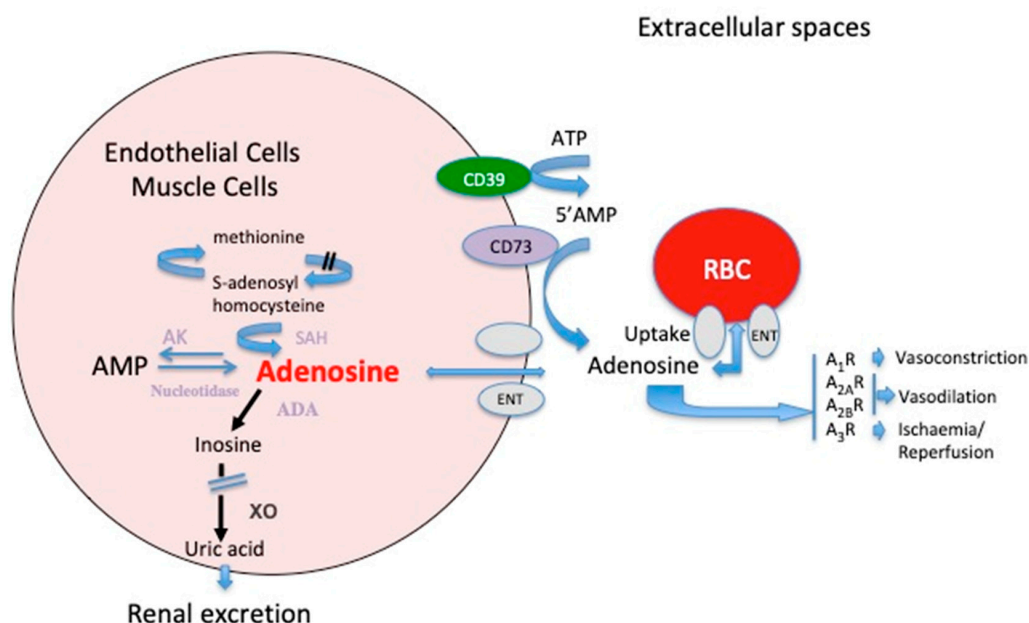 Extracellular spaces
Endothelial Cells
Muscle Cells
methionine
S-adenosyl
homocysteine
AK
SAH
AMP
Adenosine
Nucleotidase
ADA
Inosine
XO
Uric acid
Renal excretion
ATP
CD39
5'AMP
CD73
ENT
RBC
Uptake
ENT
Adenosine
A₁R
Vasoconstriction
A₂ₐR
A₂ᵦR
Vasodilation
A₃R
Ischaemia/
Reperfusion